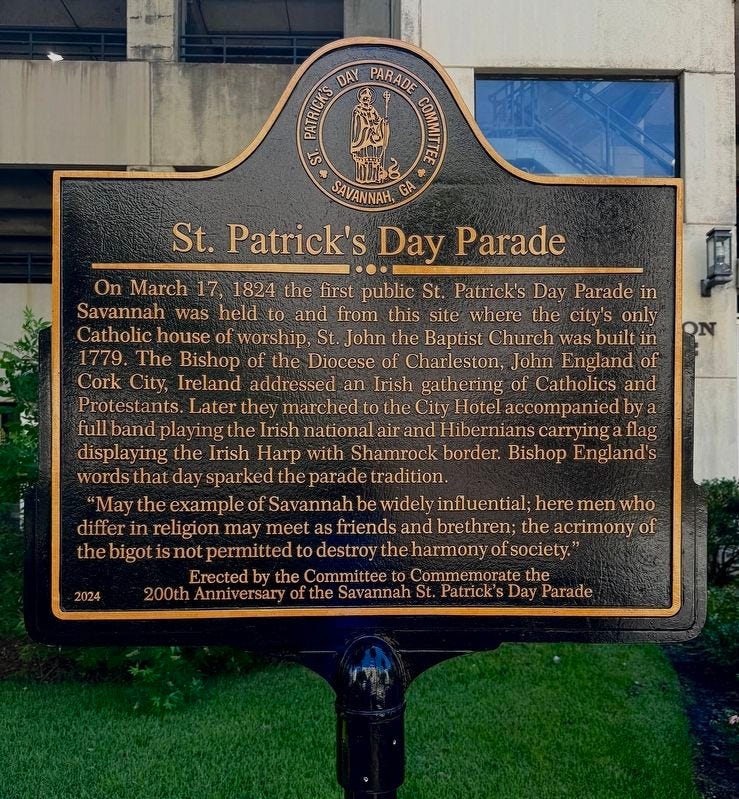 ST. PATRICK'S DAY PARADE COMMITTEE
SAVANNAH, GA
St. Patrick's Day Parade
On March 17, 1824 the first public St. Patrick's Day Parade in
Savannah was held to and from this site where the city's only
Catholic house of worship, St. John the Baptist Church was built in
1779. The Bishop of the Diocese of Charleston, John England of
Cork City, Ireland addressed an Irish gathering of Catholics and
Protestants. Later they marched to the City Hotel accompanied by a
full band playing the Irish national air and Hibernians carrying a flag
displaying the Irish Harp with Shamrock border. Bishop England's
words that day sparked the parade tradition.
“May the example of Savannah be widely influential; here men who
differ in religion may meet as friends and brethren; the acrimony of
the bigot is not permitted to destroy the harmony of society.”
Erected by the Committee to Commemorate the
200th Anniversary of the Savannah St. Patrick's Day Parade
2024
ON